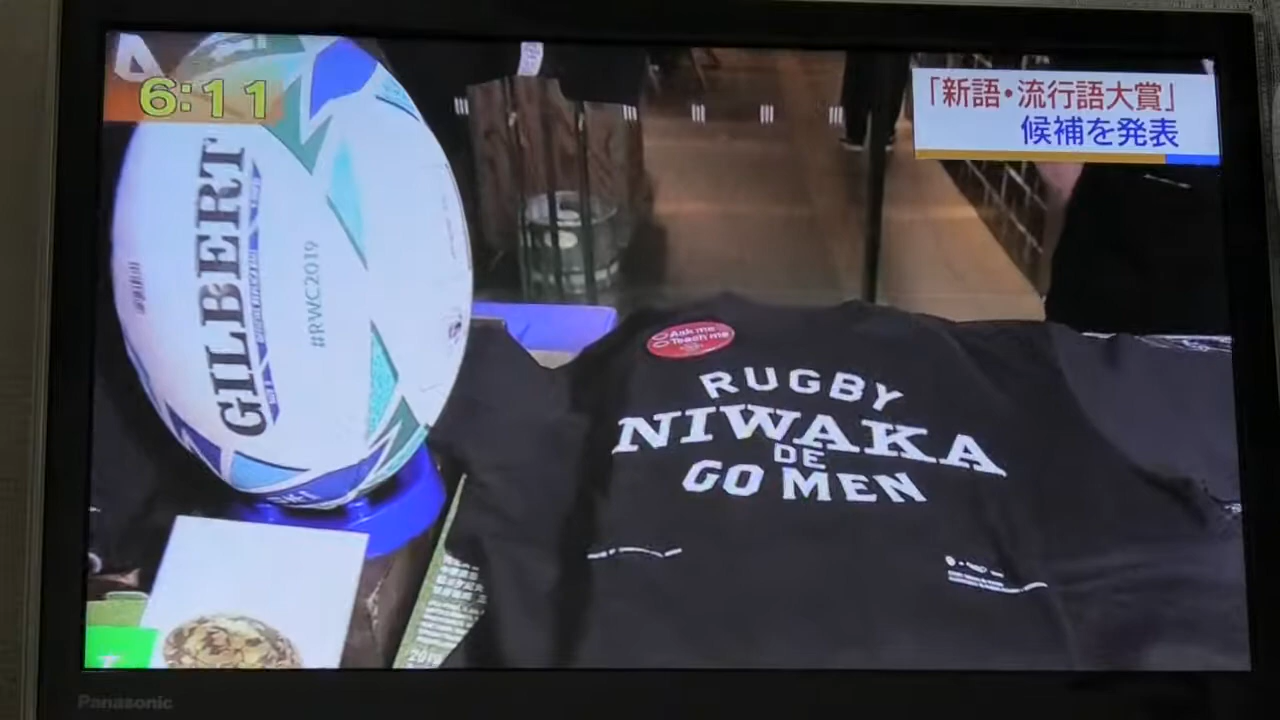 6:11
「新語・流行語大賞」
候補を発表
GILBERT
#RWC2019
Ask me
Teach me
RUGBY
NIWAKA
DE
GO MEN
Panasonic